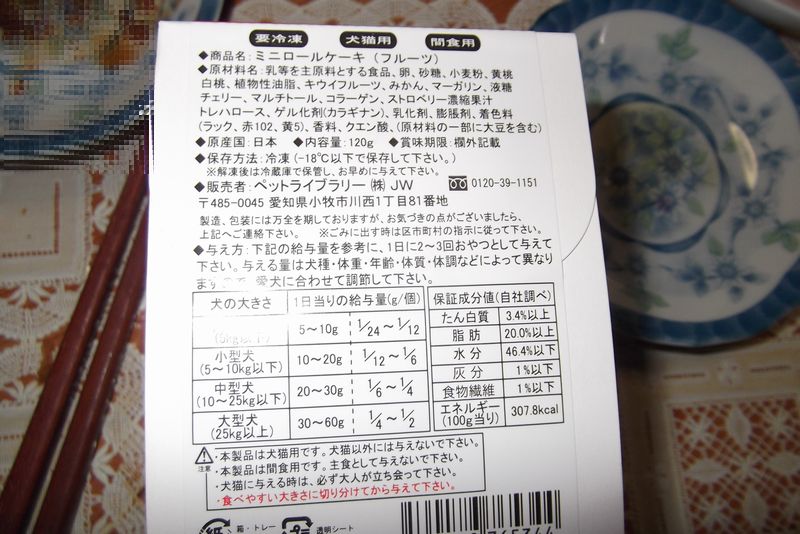 要冷凍 犬猫用 間食用
◆商品名：ミニロールケーキ（フルーツ）
◆原材料名：乳等を主原料とする食品、卵、砂糖、小麦粉、黄桃
白桃、植物性油脂、キウイフルーツ、みかん、マーガリン、液糖
チェリー、マルチトール、コラーゲン、ストロベリー濃縮果汁
トレハロース、ゲル化剤(カラギナン)、乳化剤、膨脹剤、着色料
(ラック、赤102、黄5)、香料、クエン酸、(原材料の一部に大豆を含む)
◆原産国：日本 ◆内容量：120g ◆賞味期限：欄外記載
◆保存方法：冷凍（-18℃以下で保存して下さい。）
※解凍後は冷蔵庫で保管し、お早めに与えて下さい。
◆販売者：ペットライブラリー㈱JW 0120-39-1151
〒485-0045 愛知県小牧市川西1丁目81番地
製造、包装には万全を期しておりますが、お気づきの点がございましたら、
上記へご連絡下さい。 ※ごみに出す時は区市町村の指示に従って下さい。
◆与え方：下記の給与量を参考に、1日に2～3回おやつとして与えて
下さい。与える量は犬種・体重・年齢・体質・体調などによって異なり
ますので、愛犬に合わせて調節して下さい。
犬の大きさ 1日当りの給与量(g/個)
(5kg以下) 5～10g 1/24～1/12
小型犬 (5～10kg以下) 10～20g 1/12～1/6
中型犬 (10～25kg以下) 20～30g 1/6～1/4
大型犬 (25kg以上) 30～60g 1/4～1/2
保証成分値(自社調べ)
たん白質 3.4%以上
脂肪 20.0%以上
水分 46.4%以下
灰分 1%以下
食物繊維 1%以下
エネルギー (100g当り) 307.8kcal
注意
・本製品は犬猫用です。犬猫以外には与えないで下さい。
・本製品は間食用です。主食として与えないで下さい。
・犬猫に与える時は、必ず大人が立ち会って下さい。
・食べやすい大きさに切り分けてから与えて下さい。
紙 箱・トレー プラ 透明シート